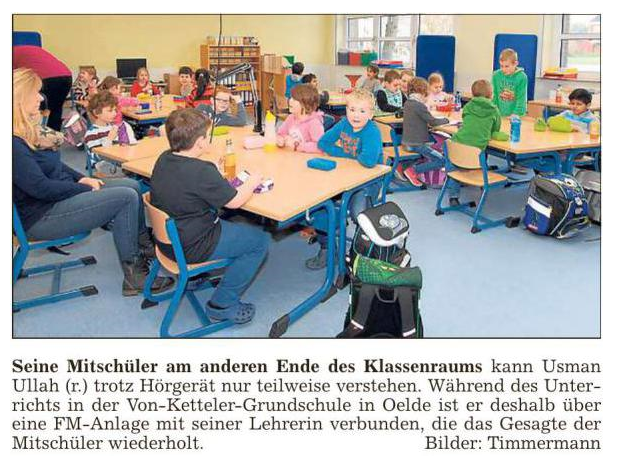 Seine Mitschüler am anderen Ende des Klassenraums kann Usman
Ullah (r.) trotz Hörgerät nur teilweise verstehen. Während des Unter-
richts in der Von-Ketteler-Grundschule in Oelde ist er deshalb über
eine FM-Anlage mit seiner Lehrerin verbunden, die das Gesagte der
Mitschüler wiederholt. Bilder: Timmermann